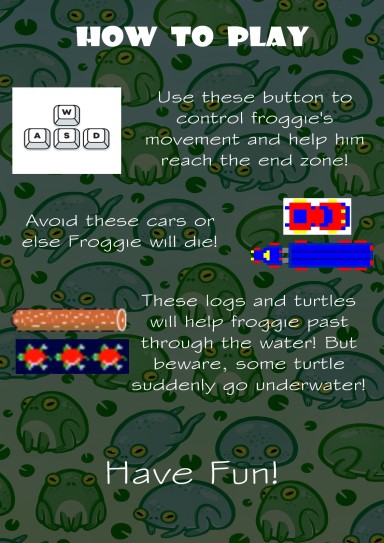 HOW TO PLAY
W
A S D
Use these button to
control froggie's
movement and help him
reach the end zone!
Avoid these cars or
else Froggie will die!
These logs and turtles
will help froggie past
through the water! But
beware, some turtle
suddenly go underwater!
Have Fun!